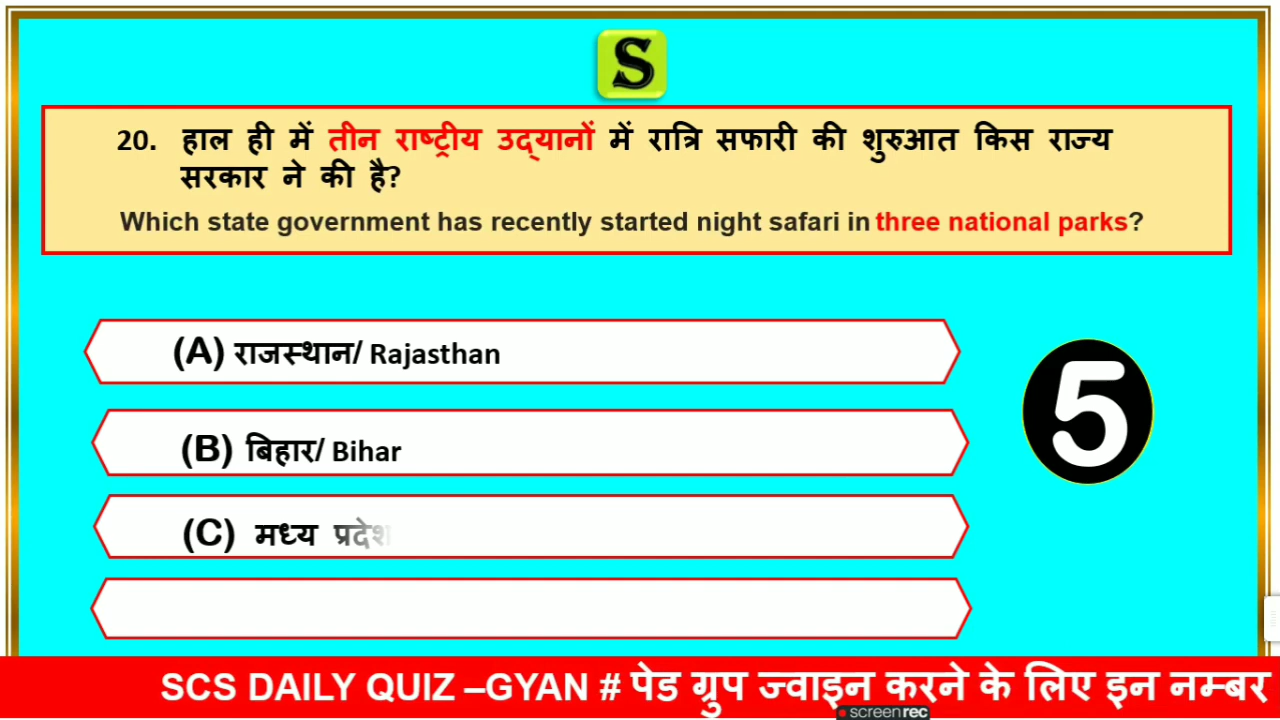 S
20. हाल ही में तीन राष्ट्रीय उद्यानों में रात्रि सफारी की शुरुआत किस राज्य
सरकार ने की है?
Which state government has recently started night safari in three national parks?
(A) राजस्थान/ Rajasthan
(B) बिहार/ Bihar
5
(C) मध्य प्रदेश
SCS DAILY QUIZ –GYAN # पेड ग्रुप ज्वाइन करने के लिए इन नम्बर
screenrec